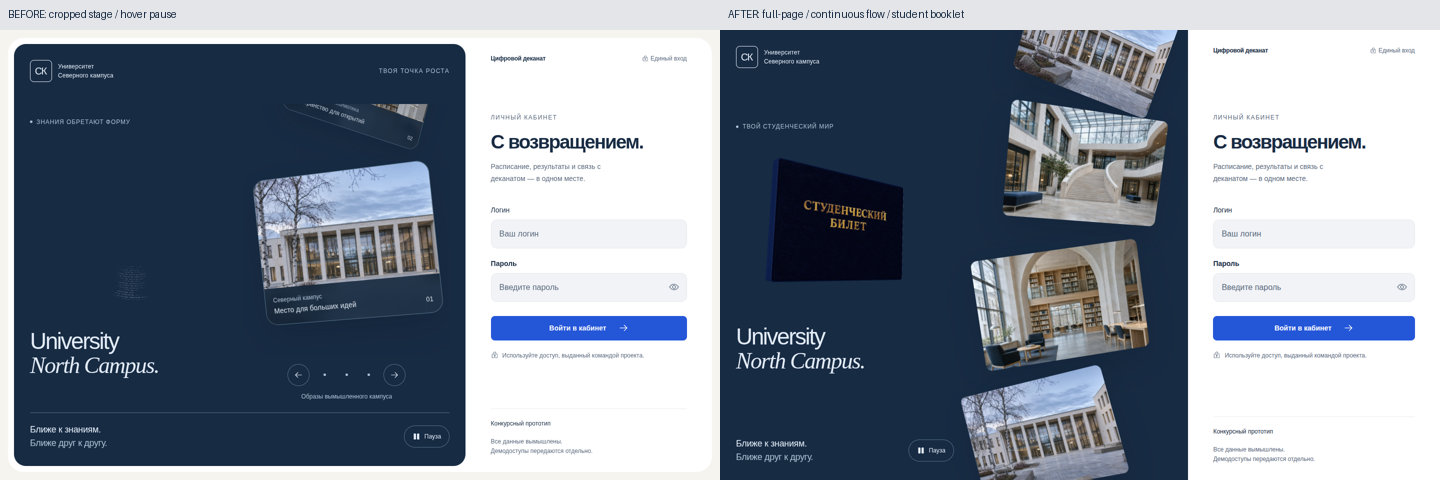 BEFORE: cropped stage / hover pause
СК
Университет
Северного кампуса
ТВОЯ ТОЧКА РОСТА
ЗНАНИЯ ОБРЕТАЮТ ФОРМУ
02
Северный кампус
Место для больших идей
01
University
North Campus.
Образы вымышленного кампуса
Ближе к знаниям.
Ближе друг к другу.
Пауза
Цифровой деканат
Единый вход
ЛИЧНЫЙ КАБИНЕТ
С возвращением.
Расписание, результаты и связь с
деканатом — в одном месте.
Логин
Ваш логин
Пароль
Введите пароль
Войти в кабинет
Используйте доступ, выданный командой проекта.
Конкурсный прототип
Все данные вымышлены.
Демодоступы передаются отдельно.
AFTER: full-page / continuous flow / student booklet
СК
Университет
Северного кампуса
ТВОЙ СТУДЕНЧЕСКИЙ МИР
СТУДЕНЧЕСКИЙ
БИЛЕТ
University
North Campus.
Ближе к знаниям.
Ближе друг к другу.
Пауза
Цифровой деканат
Единый вход
ЛИЧНЫЙ КАБИНЕТ
С возвращением.
Расписание, результаты и связь с
деканатом — в одном месте.
Логин
Ваш логин
Пароль
Введите пароль
Войти в кабинет
Используйте доступ, выданный командой проекта.
Конкурсный прототип
Все данные вымышлены.
Демодоступы передаются отдельно.